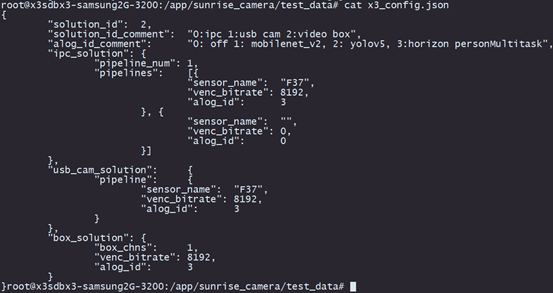 root@x3sdbx3-samsung2G-3200:/app/sunrise_camera/test_data# cat x3_config.json
{
"solution_id": 2,
"solution_id_comment": "0:ipc 1:usb cam 2:video box",
"alog_id_comment": "0: off 1: mobilenet_v2, 2: yolov5, 3:horizon personMultitask",
"ipc_solution": {
"pipeline_num": 1,
"pipelines": [{
"sensor_name": "F37",
"venc_bitrate": 8192,
"alog_id": 3
}, {
"sensor_name": "",
"venc_bitrate": 0,
"alog_id": 0
}]
},
"usb_cam_solution": {
"pipeline": {
"sensor_name": "F37",
"venc_bitrate": 8192,
"alog_id": 3
}
},
"box_solution": {
"box_chns": 1,
"venc_bitrate": 8192,
"alog_id": 3
}
}root@x3sdbx3-samsung2G-3200:/app/sunrise_camera/test_data#